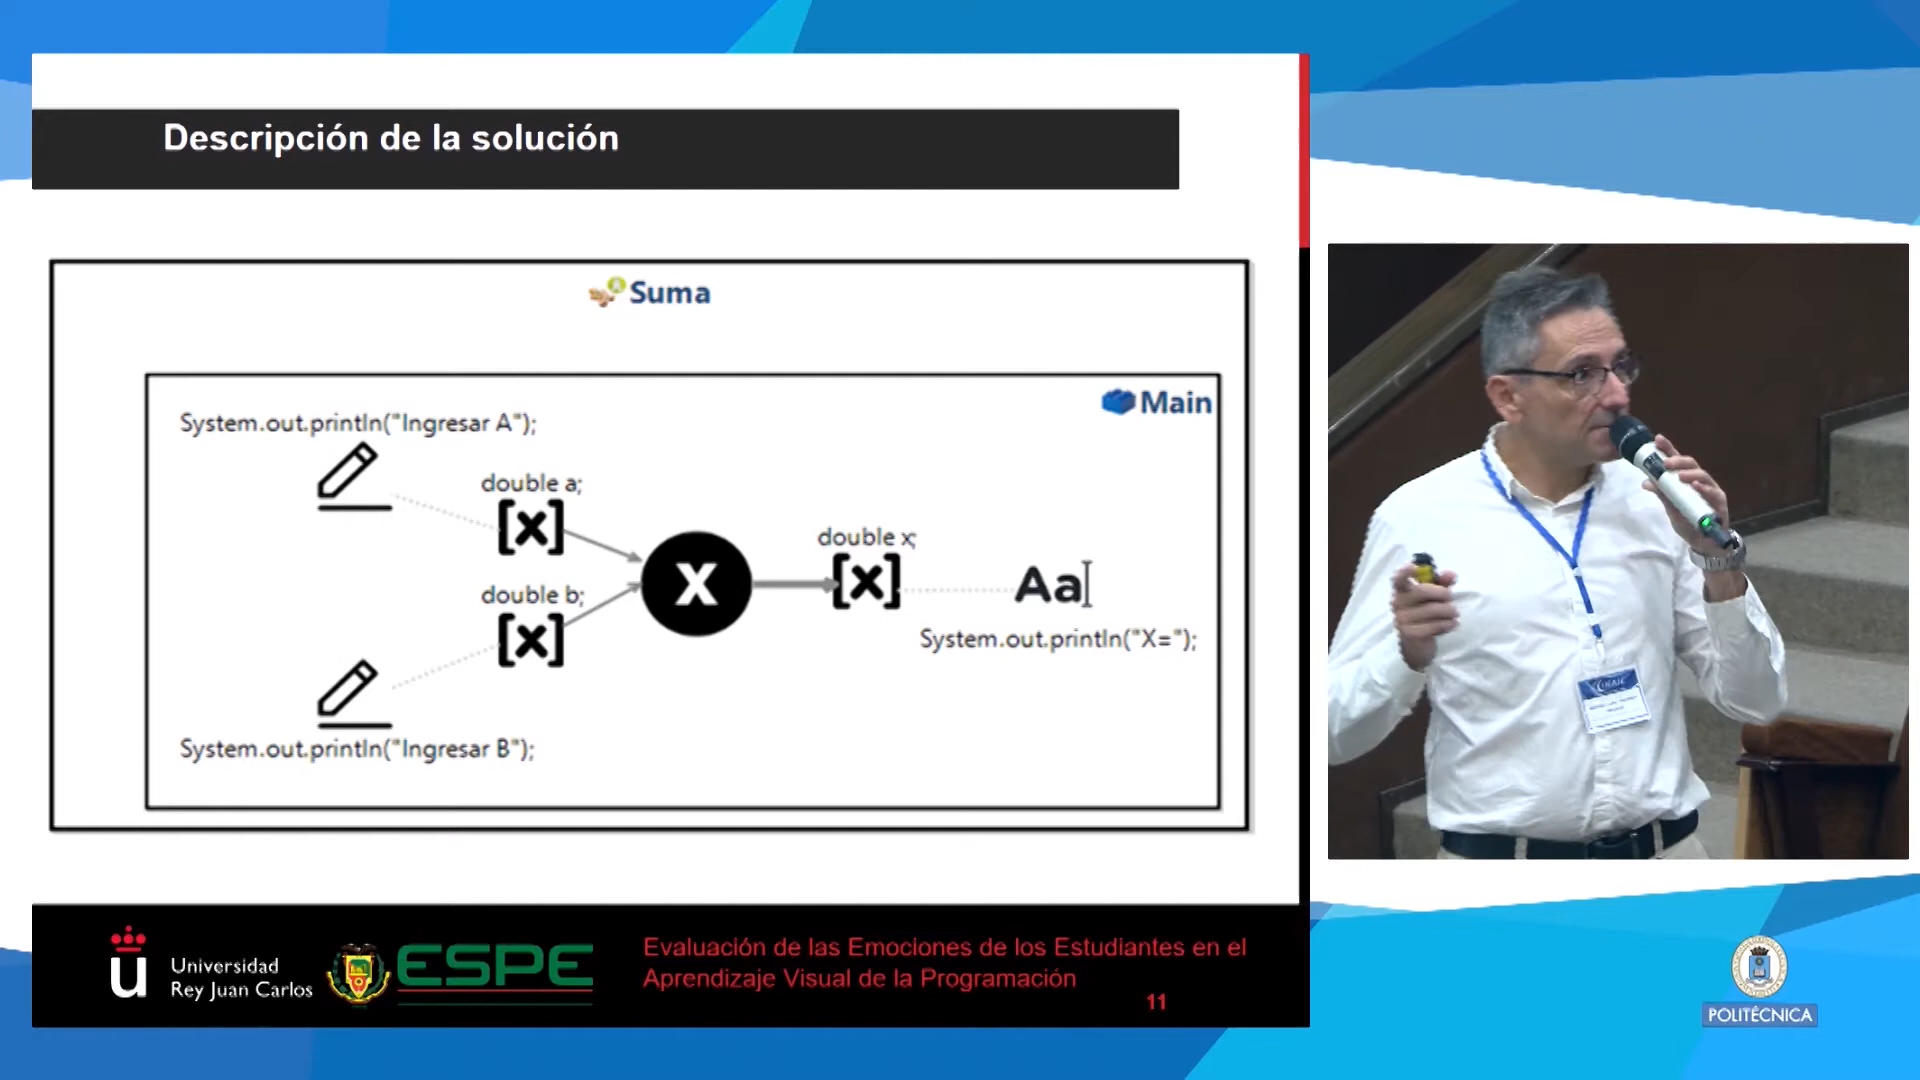 Descripción de la solución
Suma
Main
System.out.println("Ingresar A");
double a;
[x]
double b;
[x]
X
double x;
[x]
Aa
System.out.println("X=");
System.out.println("Ingresar B");
Universidad
Rey Juan Carlos
ESPE
Evaluación de las Emociones de los Estudiantes en el
Aprendizaje Visual de la Programación
11
POLITÉCNICA